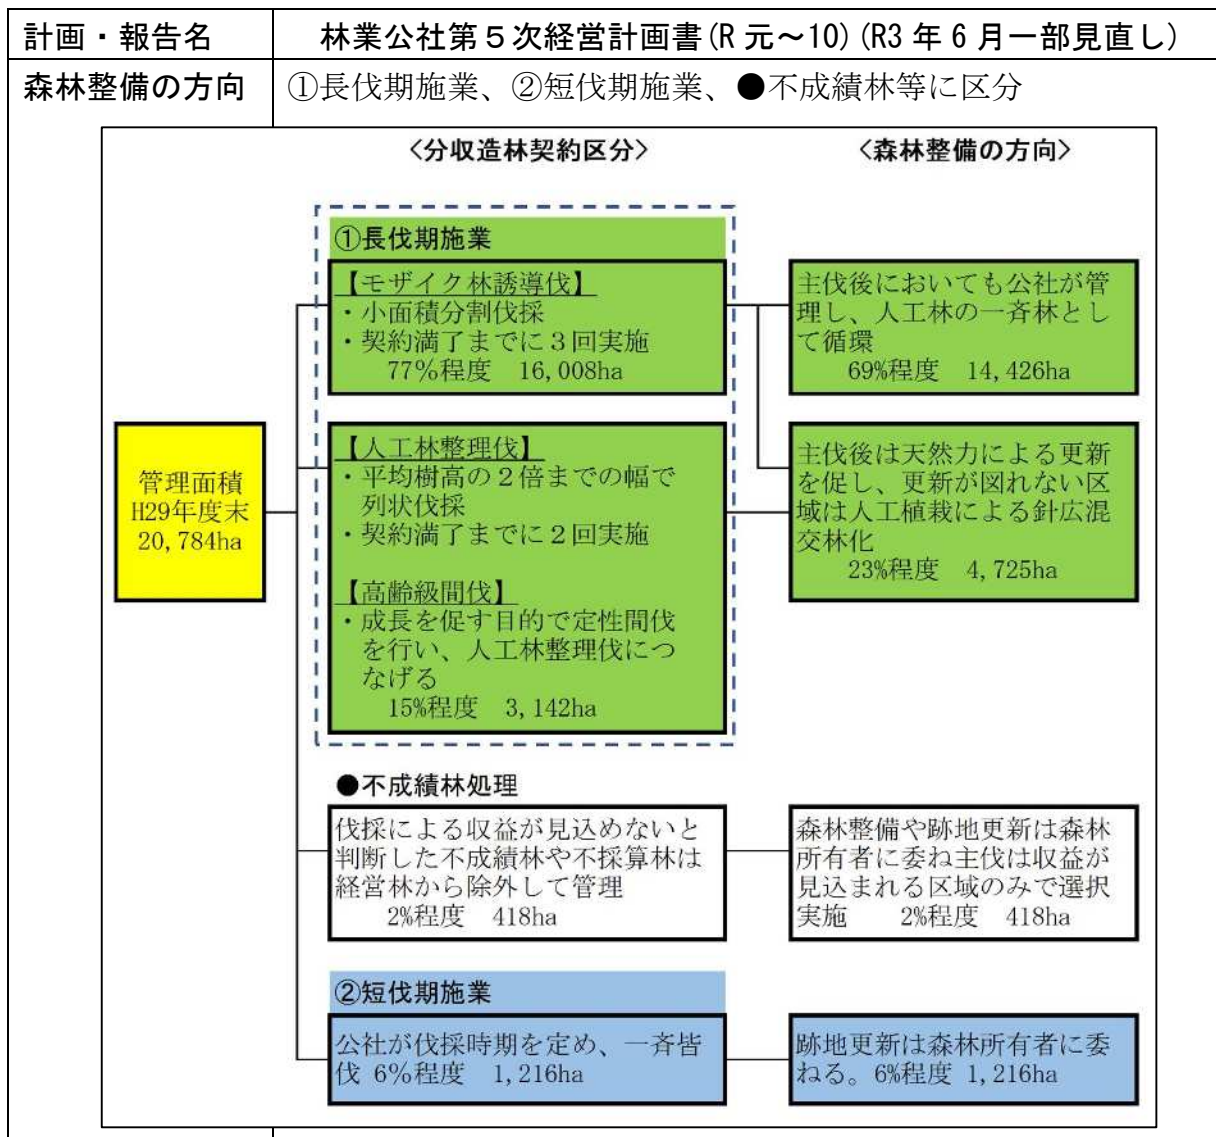 計画・報告名
林業公社第５次経営計画書(R元～10)(R3年6月一部見直し)
森林整備の方向
①長伐期施業、②短伐期施業、●不成績林等に区分
〈分収造林契約区分〉
〈森林整備の方向〉
管理面積
H29年度末
20,784ha
①長伐期施業
【モザイク林誘導伐】
・小面積分割伐採
・契約満了までに３回実施
77%程度　16,008ha
主伐後においても公社が管
理し、人工林の一斉林とし
て循環
69%程度　14,426ha
【人工林整理伐】
・平均樹高の２倍までの幅で
列状伐採
・契約満了までに２回実施
【高齢級間伐】
・成長を促す目的で定性間伐
を行い、人工林整理伐につ
なげる
15%程度　3,142ha
主伐後は天然力による更新
を促し、更新が図れない区
域は人工植栽による針広混
交林化
23%程度　4,725ha
●不成績林処理
伐採による収益が見込めないと
判断した不成績林や不採算林は
経営林から除外して管理
2%程度　418ha
森林整備や跡地更新は森林
所有者に委ね主伐は収益が
見込まれる区域のみで選択
実施　2%程度　418ha
②短伐期施業
公社が伐採時期を定め、一斉皆
伐 6%程度　1,216ha
跡地更新は森林所有者に委
ねる。6%程度 1,216ha